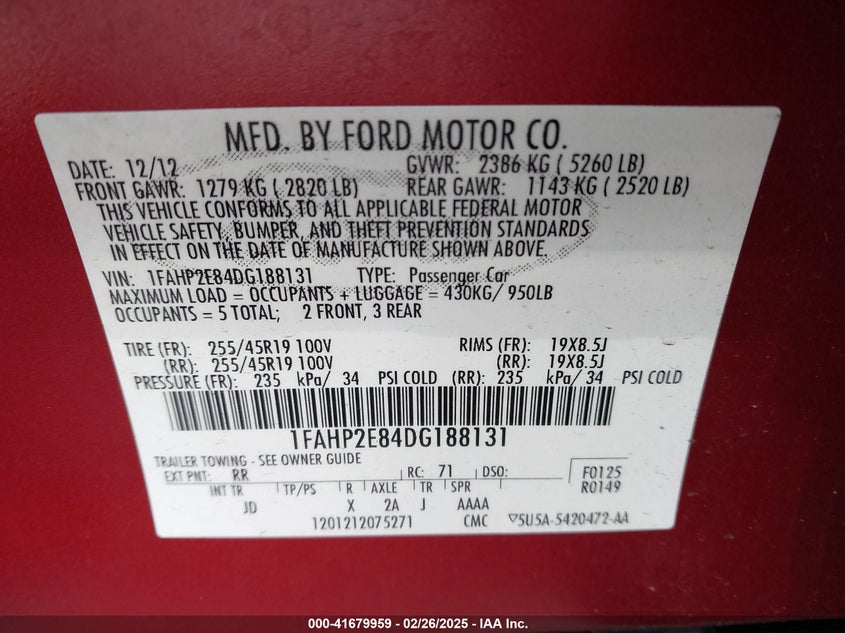 MFD. BY FORD MOTOR CO.
DATE: 12/12 GVWR: 2386 KG ( 5260 LB)
FRONT GAWR: 1279 KG ( 2820 LB) REAR GAWR: 1143 KG ( 2520 LB)
THIS VEHICLE CONFORMS TO ALL APPLICABLE FEDERAL MOTOR
VEHICLE SAFETY, BUMPER, AND THEFT PREVENTION STANDARDS
IN EFFECT ON THE DATE OF MANUFACTURE SHOWN ABOVE.
VIN: 1FAHP2E84DG188131 TYPE: Passenger Car
MAXIMUM LOAD = OCCUPANTS + LUGGAGE = 430KG/ 950LB
OCCUPANTS = 5 TOTAL; 2 FRONT, 3 REAR
TIRE (FR): 255/45R19 100V RIMS (FR): 19X8.5J
(RR): 255/45R19 100V (RR): 19X8.5J
PRESSURE (FR): 235 kPa/ 34 PSI COLD (RR): 235 kPa/ 34 PSI COLD
1FAHP2E84DG188131
TRAILER TOWING - SEE OWNER GUIDE
EXT PNT: RR RC: 71 DSO: F0125
INT TR TP/PS R AXLE TR SPR R0149
JD X 2A J AAAA
1201212075271 CMC ▽5U5A-5420472-AA
000-41679959 - 02/26/2025 - IAA Inc.